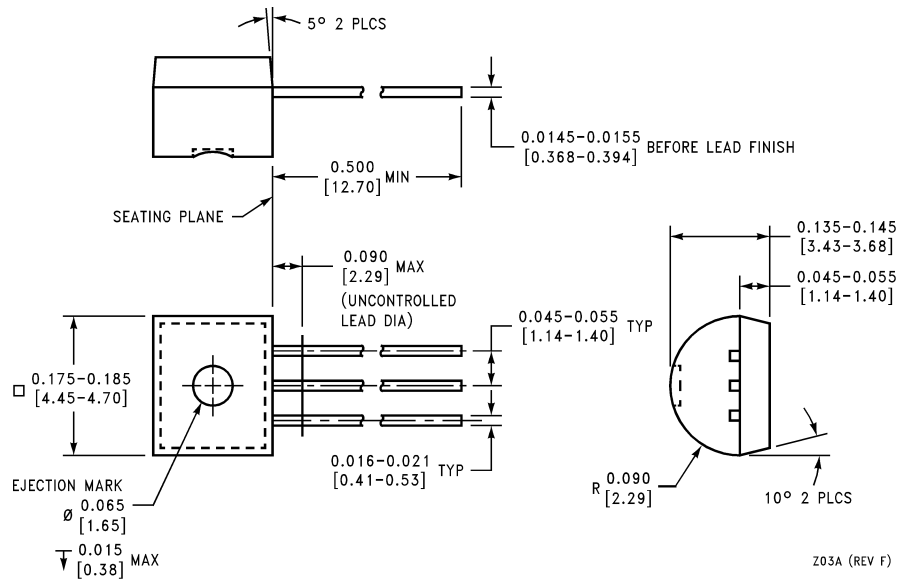 5° 2 PLCS
0.0145-0.0155
[0.368-0.394] BEFORE LEAD FINISH
0.500
[12.70] MIN
SEATING PLANE
0.135-0.145
[3.43-3.68]
0.090
[2.29] MAX
(UNCONTROLLED
LEAD DIA)
0.045-0.055
[1.14-1.40]
0.045-0.055
[1.14-1.40] TYP
□ 0.175-0.185
[4.45-4.70]
0.016-0.021
[0.41-0.53] TYP
EJECTION MARK
Ø 0.065
[1.65]
R 0.090
[2.29]
10° 2 PLCS
↧ 0.015
[0.38] MAX
Z03A (REV F)